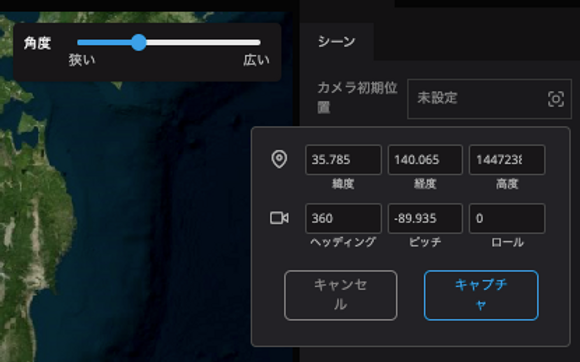 角度
狭い
広い
シーン
カメラ初期位
置
未設定
35.785
140.065
1447238
緯度
経度
高度
360
-89.935
0
ヘッディング
ピッチ
ロール
キャンセ
ル
キャプチ
ャ